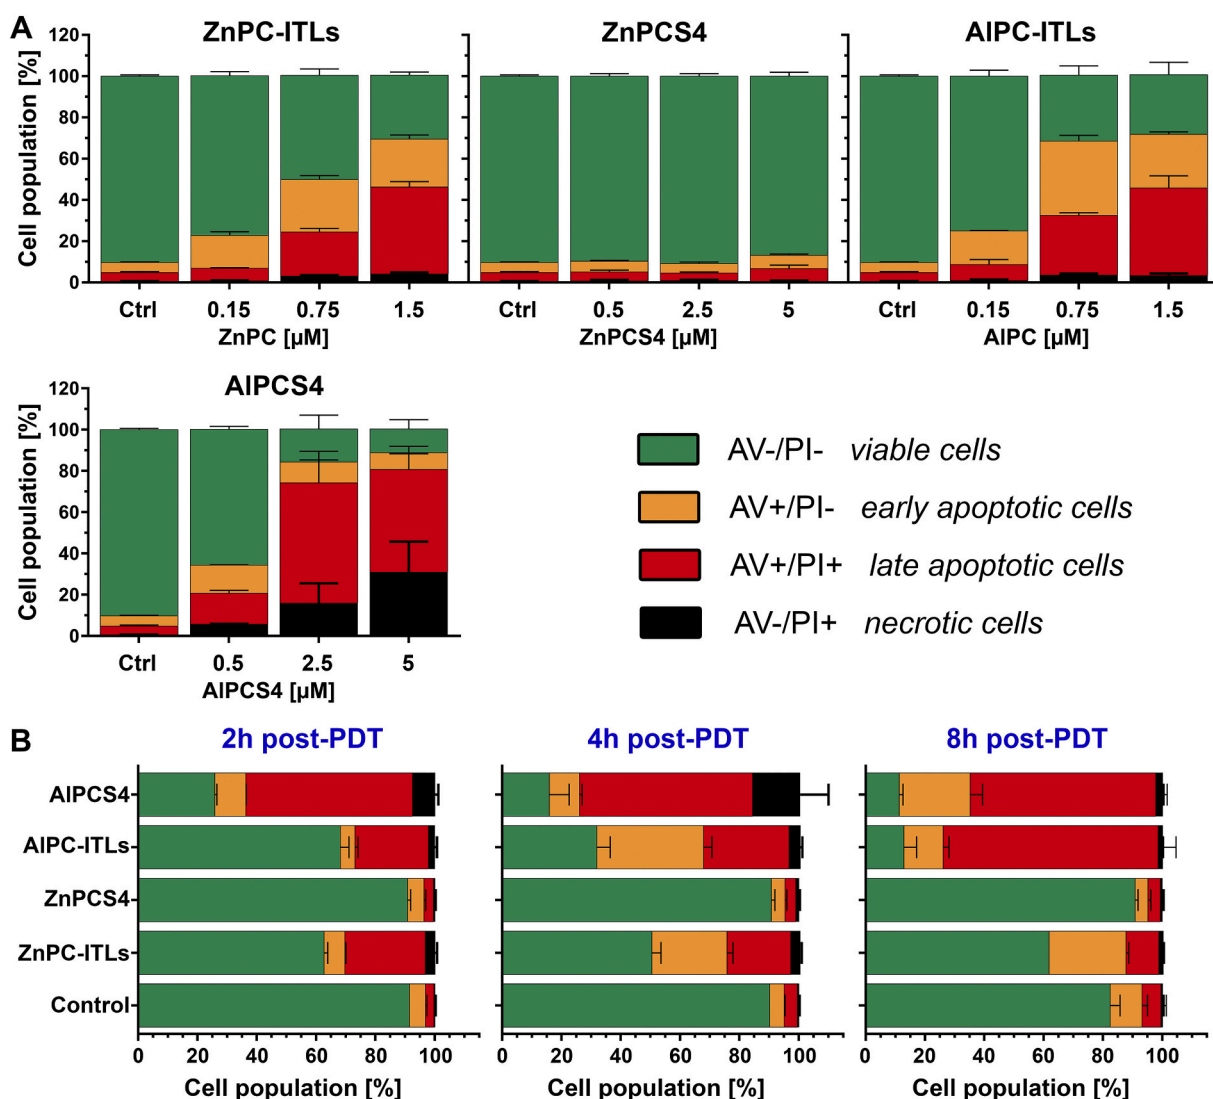 A
ZnPC-ITLs ZnPCS4 AlPC-ITLs
Cell population [%]
120
100
80
60
40
20
0
Ctrl 0.15 0.75 1.5 Ctrl 0.5 2.5 5 Ctrl 0.15 0.75 1.5
ZnPC [µM] ZnPCS4 [µM] AlPC [µM]
AlPCS4
Cell population [%]
120
100
80
60
40
20
0
Ctrl 0.5 2.5 5
AlPCS4 [µM]
AV-/PI- viable cells
AV+/PI- early apoptotic cells
AV+/PI+ late apoptotic cells
AV-/PI+ necrotic cells
B
2h post-PDT 4h post-PDT 8h post-PDT
AlPCS4
AlPC-ITLs
ZnPCS4
ZnPC-ITLs
Control
0 20 40 60 80 100 0 20 40 60 80 100 0 20 40 60 80 100
Cell population [%] Cell population [%] Cell population [%]